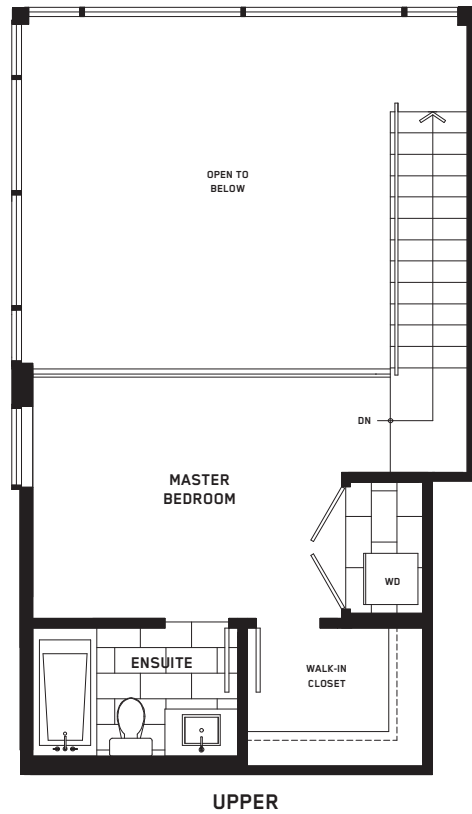 OPEN TO
BELOW
DN
MASTER
BEDROOM
WD
ENSUITE
WALK-IN
CLOSET
UPPER